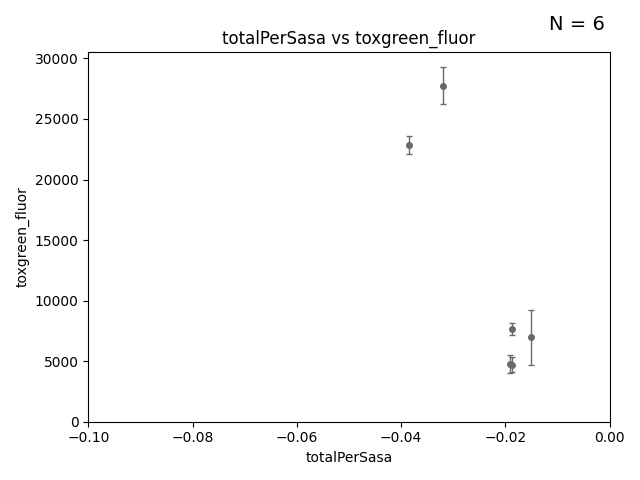 N = 6
totalPerSasa vs toxgreen_fluor
30000
25000
20000
15000
10000
5000
0
toxgreen_fluor
−0.10 −0.08 −0.06 −0.04 −0.02 0.00
totalPerSasa